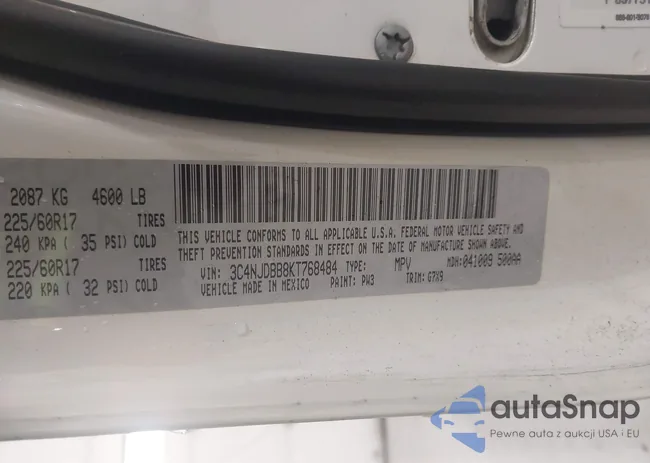 2087 KG 4600 LB
225/60R17 TIRES
240 KPA ( 35 PSI) COLD
225/60R17 TIRES
220 KPA ( 32 PSI) COLD
THIS VEHICLE CONFORMS TO ALL APPLICABLE U.S.A. FEDERAL MOTOR VEHICLE SAFETY AND
THEFT PREVENTION STANDARDS IN EFFECT ON THE DATE OF MANUFACTURE SHOWN ABOVE.
VIN: 3C4NJDBB8KT768484 TYPE: MPV MDH: 041009 500AA
VEHICLE MADE IN MEXICO PAINT: PW3 TRIM: G7X9
autoSnap
Pewne auta z aukcji USA i EU